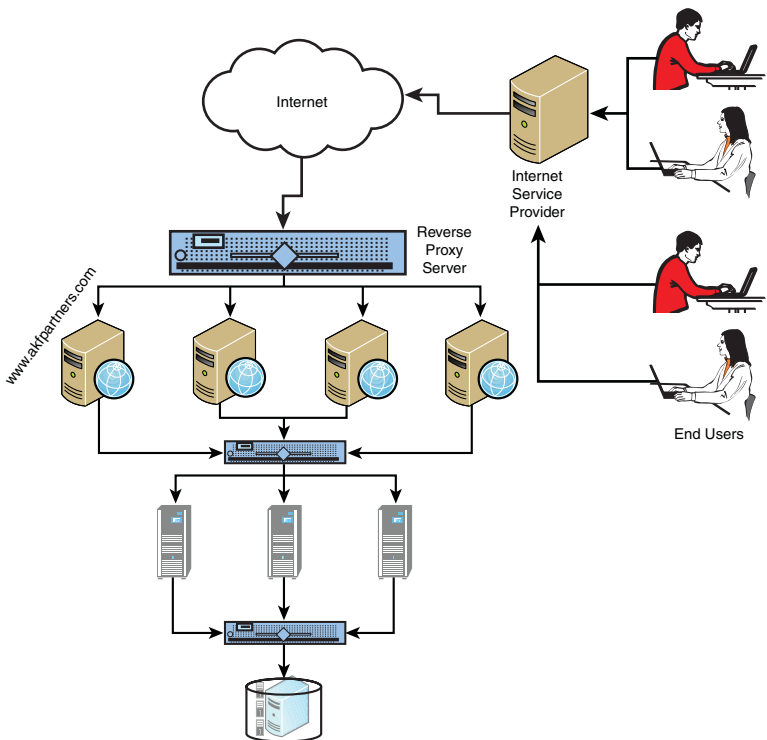 Internet
Internet
Service
Provider
Reverse
Proxy
Server
www.akfpartners.com
End Users